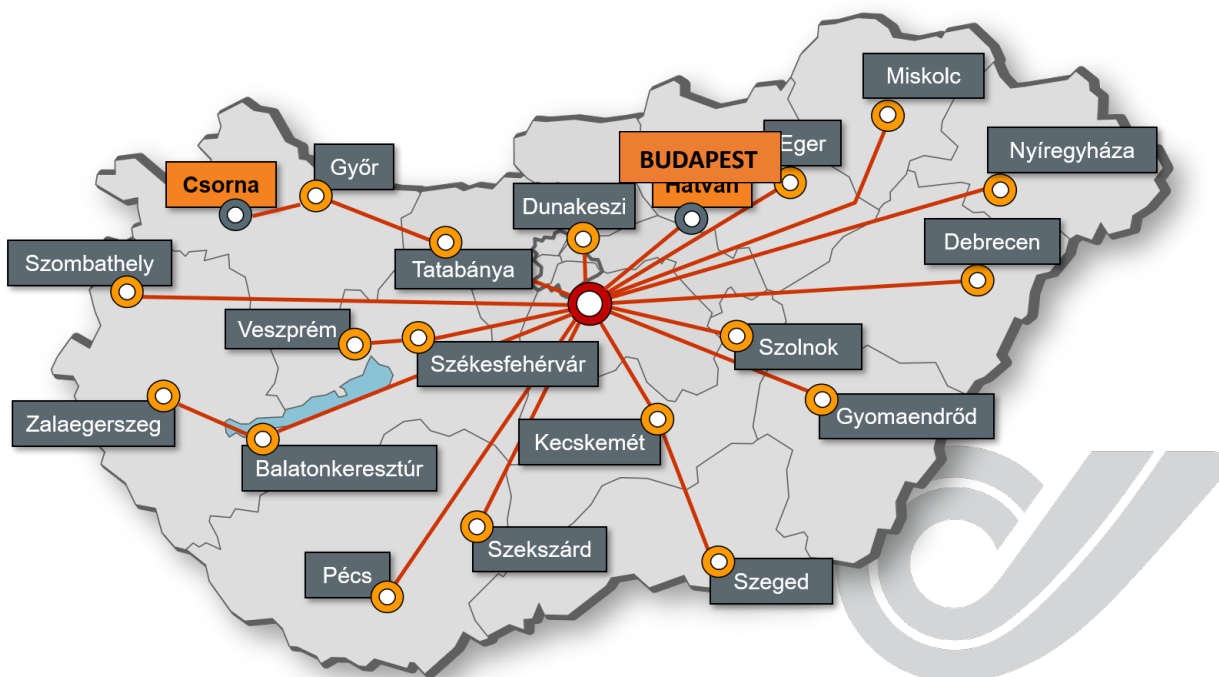 Miskolc
BUDAPEST
Eger
Nyíregyháza
Győr
Csorna
Hatvan
Dunakeszi
Debrecen
Szombathely
Tatabánya
Veszprém
Székesfehérvár
Szolnok
Zalaegerszeg
Gyomaendrőd
Kecskemét
Balatonkeresztúr
Szekszárd
Pécs
Szeged